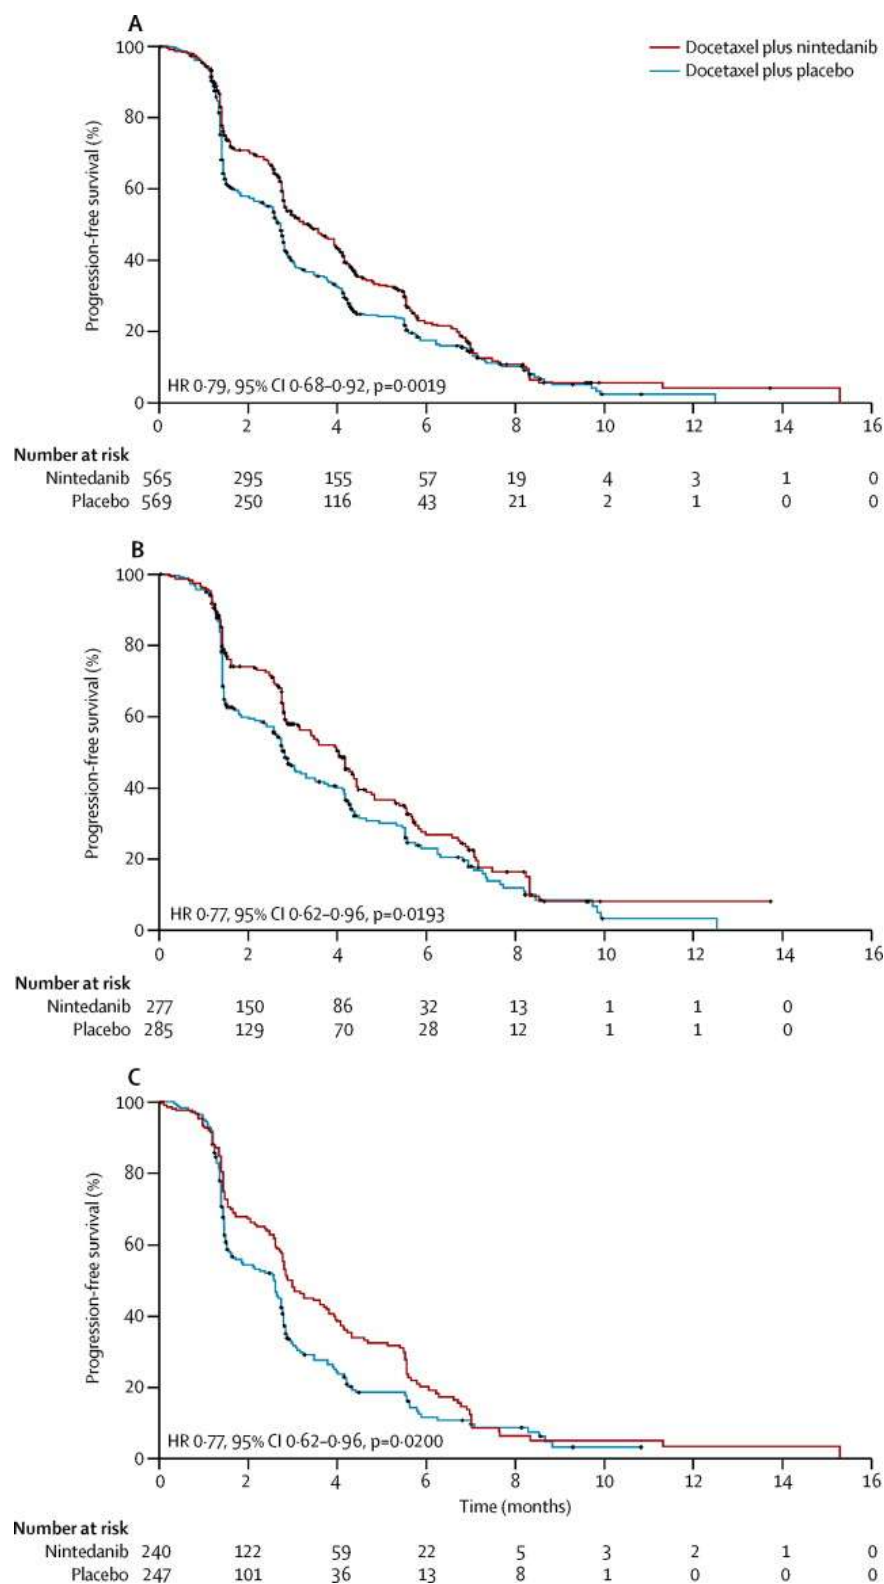 A
Docetaxel plus nintedanib
Docetaxel plus placebo
Progression-free survival (%)
100
80
60
40
20
0
HR 0·79, 95% CI 0·68–0·92, p=0·0019
0 2 4 6 8 10 12 14 16
Number at risk
Nintedanib 565 295 155 57 19 4 3 1 0
Placebo 569 250 116 43 21 2 1 0 0
B
Progression-free survival (%)
100
80
60
40
20
0
HR 0·77, 95% CI 0·62–0·96, p=0·0193
0 2 4 6 8 10 12 14 16
Number at risk
Nintedanib 277 150 86 32 13 1 1 0
Placebo 285 129 70 28 12 1 1 0
C
Progression-free survival (%)
100
80
60
40
20
0
HR 0·77, 95% CI 0·62–0·96, p=0·0200
0 2 4 6 8 10 12 14 16
Time (months)
Number at risk
Nintedanib 240 122 59 22 5 3 2 1 0
Placebo 247 101 36 13 8 1 0 0 0